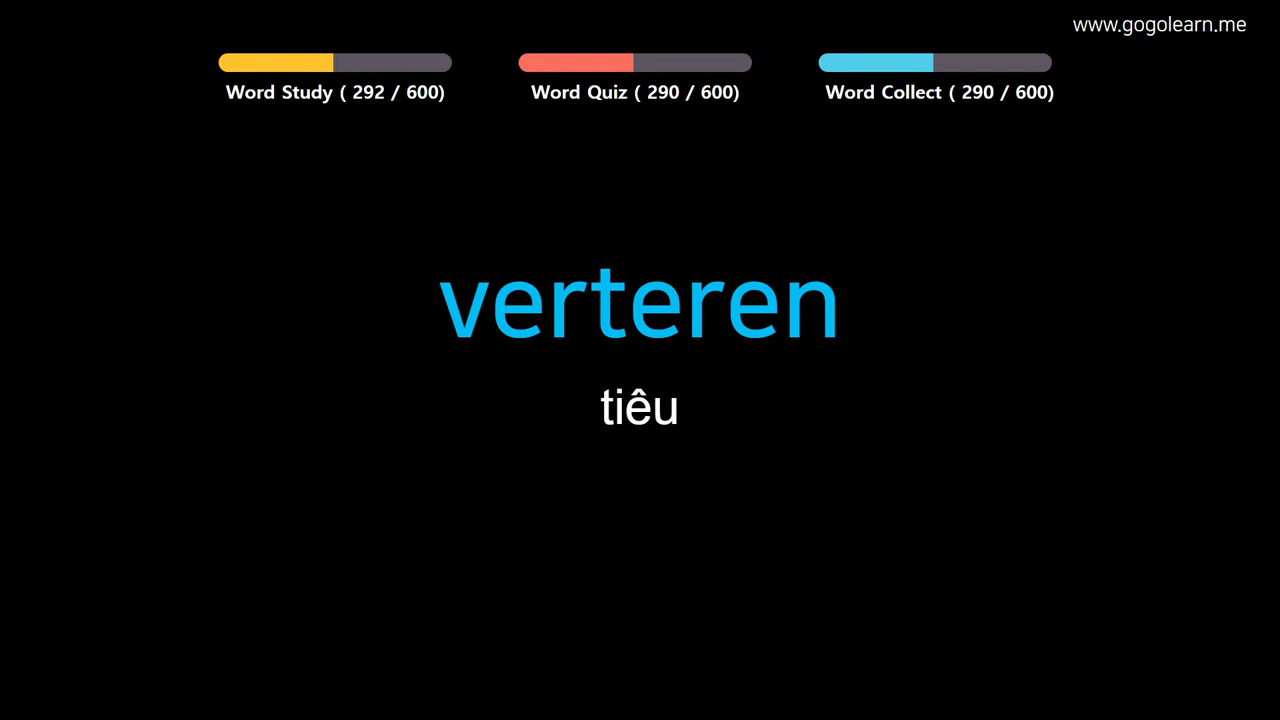 www.gogolearn.me
Word Study ( 292 / 600)
Word Quiz ( 290 / 600)
Word Collect ( 290 / 600)
verteren
tiêu